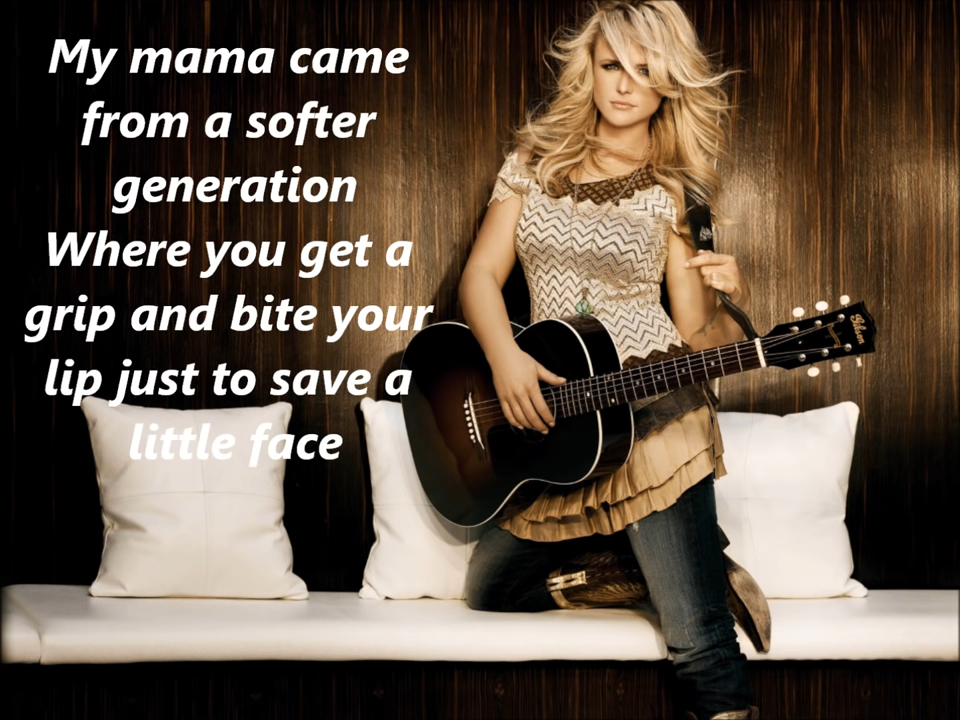 My mama came
from a softer
generation
Where you get a
grip and bite your
lip just to save a
little face
Gibson